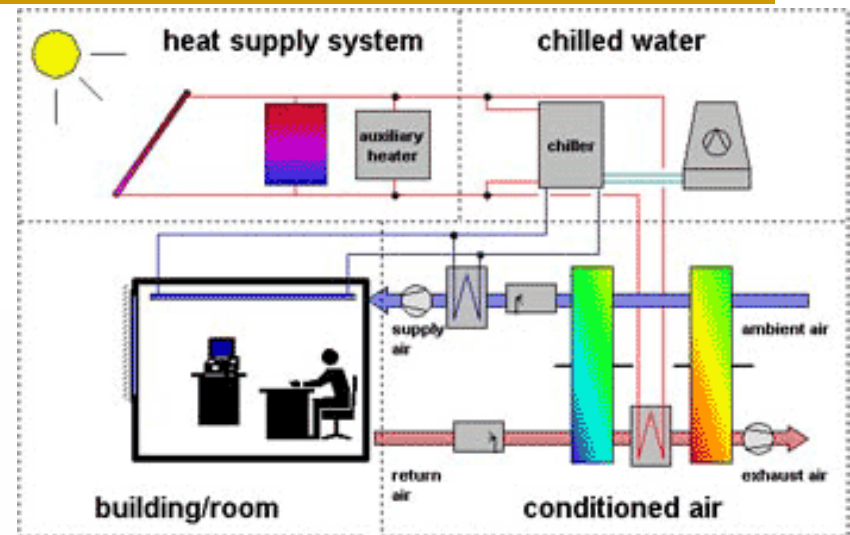 heat supply system
chilled water
auxiliary
heater
chiller
supply
air
ambient air
return
air
exhaust air
building/room
conditioned air